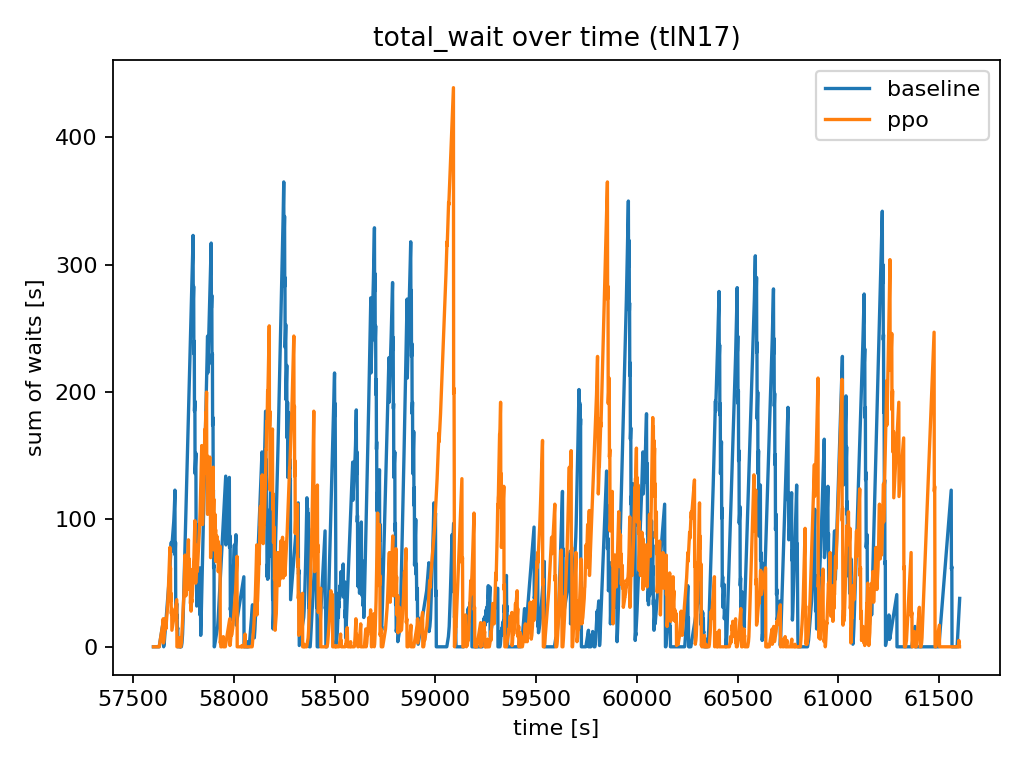 total_wait over time (tlN17)
baseline
ppo
sum of waits [s]
400
300
200
100
0
57500 58000 58500 59000 59500 60000 60500 61000 61500
time [s]